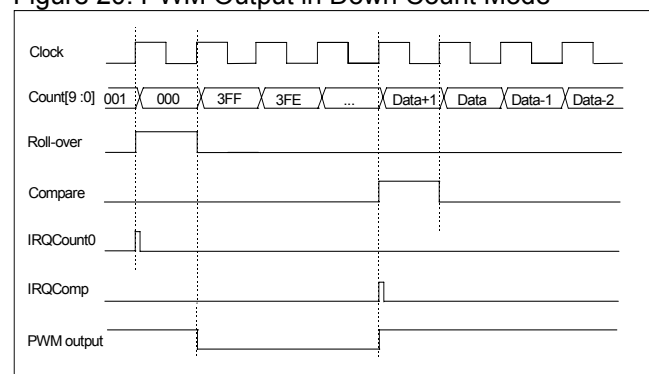 Figure 20. PWM Output in Down Count Mode
Clock
Count[9 :0] 001 000 3FF 3FE ... Data+1 Data Data-1 Data-2
Roll-over
Compare
IRQCount0
IRQComp
PWM output